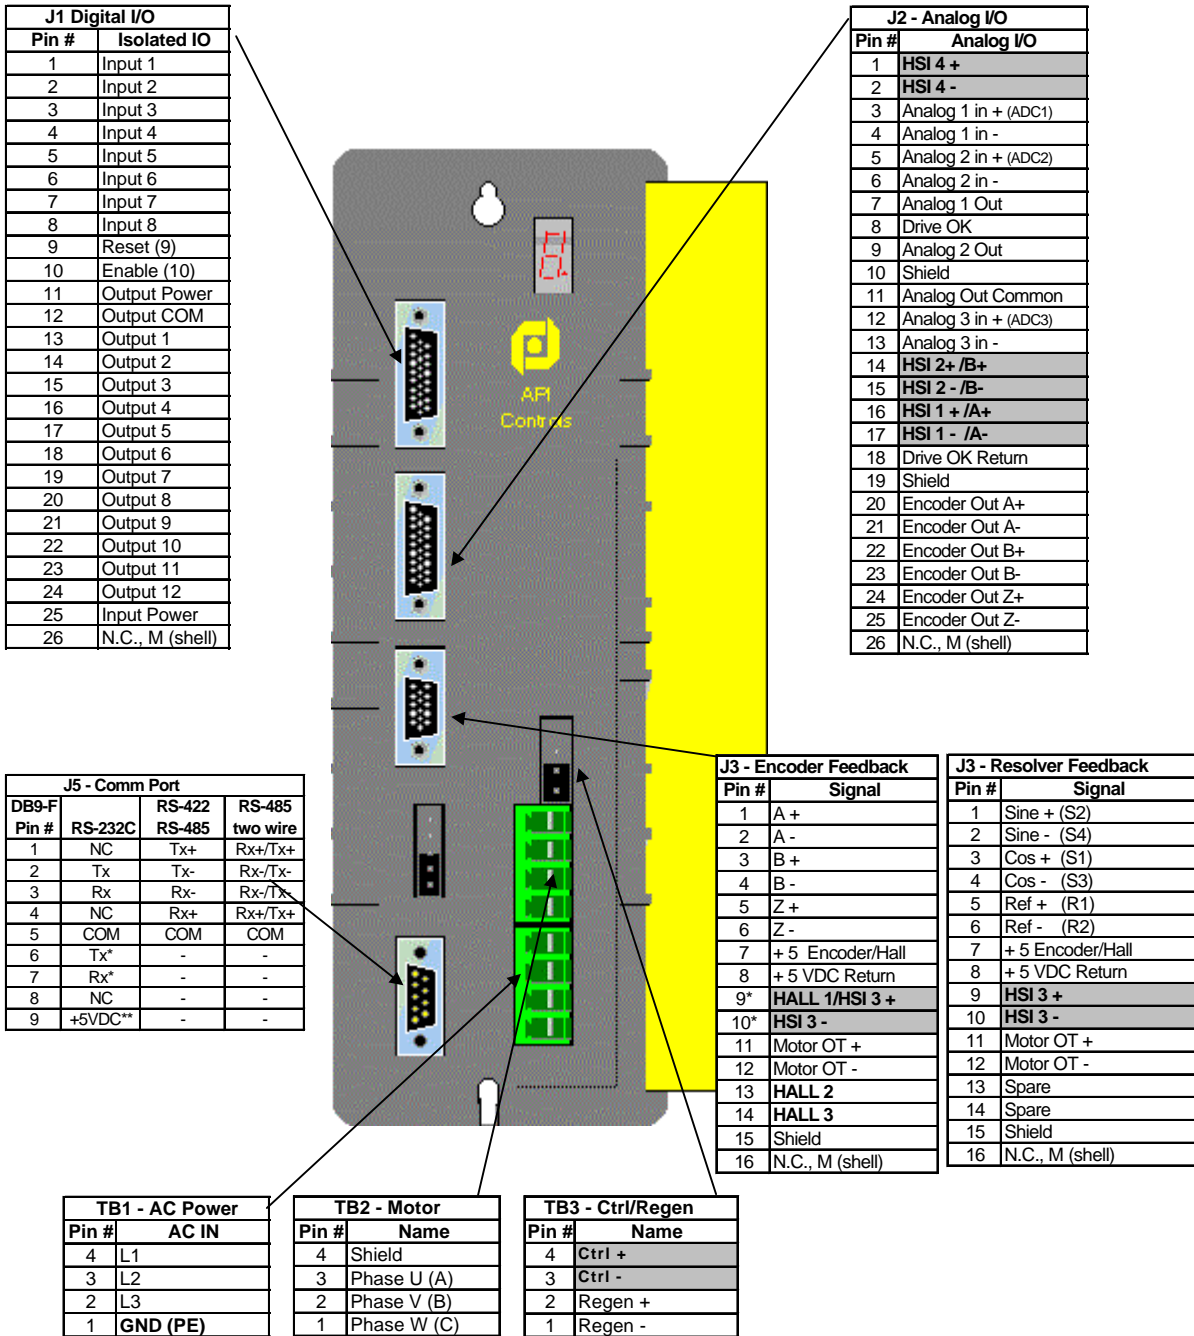 J1 Digital I/O
Pin # Isolated IO
1 Input 1
2 Input 2
3 Input 3
4 Input 4
5 Input 5
6 Input 6
7 Input 7
8 Input 8
9 Reset (9)
10 Enable (10)
11 Output Power
12 Output COM
13 Output 1
14 Output 2
15 Output 3
16 Output 4
17 Output 5
18 Output 6
19 Output 7
20 Output 8
21 Output 9
22 Output 10
23 Output 11
24 Output 12
25 Input Power
26 N.C., M (shell)
J2 - Analog I/O
Pin # Analog I/O
1 HSI 4 +
2 HSI 4 -
3 Analog 1 in + (ADC1)
4 Analog 1 in -
5 Analog 2 in + (ADC2)
6 Analog 2 in -
7 Analog 1 Out
8 Drive OK
9 Analog 2 Out
10 Shield
11 Analog Out Common
12 Analog 3 in + (ADC3)
13 Analog 3 in -
14 HSI 2+ /B+
15 HSI 2 - /B-
16 HSI 1 + /A+
17 HSI 1 - /A-
18 Drive OK Return
19 Shield
20 Encoder Out A+
21 Encoder Out A-
22 Encoder Out B+
23 Encoder Out B-
24 Encoder Out Z+
25 Encoder Out Z-
26 N.C., M (shell)
API
Controls
J5 - Comm Port
DB9-F RS-422 RS-485
Pin # RS-232C RS-485 two wire
1 NC Tx+ Rx+/Tx+
2 Tx Tx- Rx-/Tx-
3 Rx Rx- Rx-/Tx-
4 NC Rx+ Rx+/Tx+
5 COM COM COM
6 Tx* - -
7 Rx* - -
8 NC - -
9 +5VDC** - -
J3 - Encoder Feedback
Pin # Signal
1 A +
2 A -
3 B +
4 B -
5 Z +
6 Z -
7 + 5 Encoder/Hall
8 + 5 VDC Return
9* HALL 1/HSI 3 +
10* HSI 3 -
11 Motor OT +
12 Motor OT -
13 HALL 2
14 HALL 3
15 Shield
16 N.C., M (shell)
J3 - Resolver Feedback
Pin # Signal
1 Sine + (S2)
2 Sine - (S4)
3 Cos + (S1)
4 Cos - (S3)
5 Ref + (R1)
6 Ref - (R2)
7 + 5 Encoder/Hall
8 + 5 VDC Return
9 HSI 3 +
10 HSI 3 -
11 Motor OT +
12 Motor OT -
13 Spare
14 Spare
15 Shield
16 N.C., M (shell)
TB1 - AC Power
Pin # AC IN
4 L1
3 L2
2 L3
1 GND (PE)
TB2 - Motor
Pin # Name
4 Shield
3 Phase U (A)
2 Phase V (B)
1 Phase W (C)
TB3 - Ctrl/Regen
Pin # Name
4 Ctrl +
3 Ctrl -
2 Regen +
1 Regen -